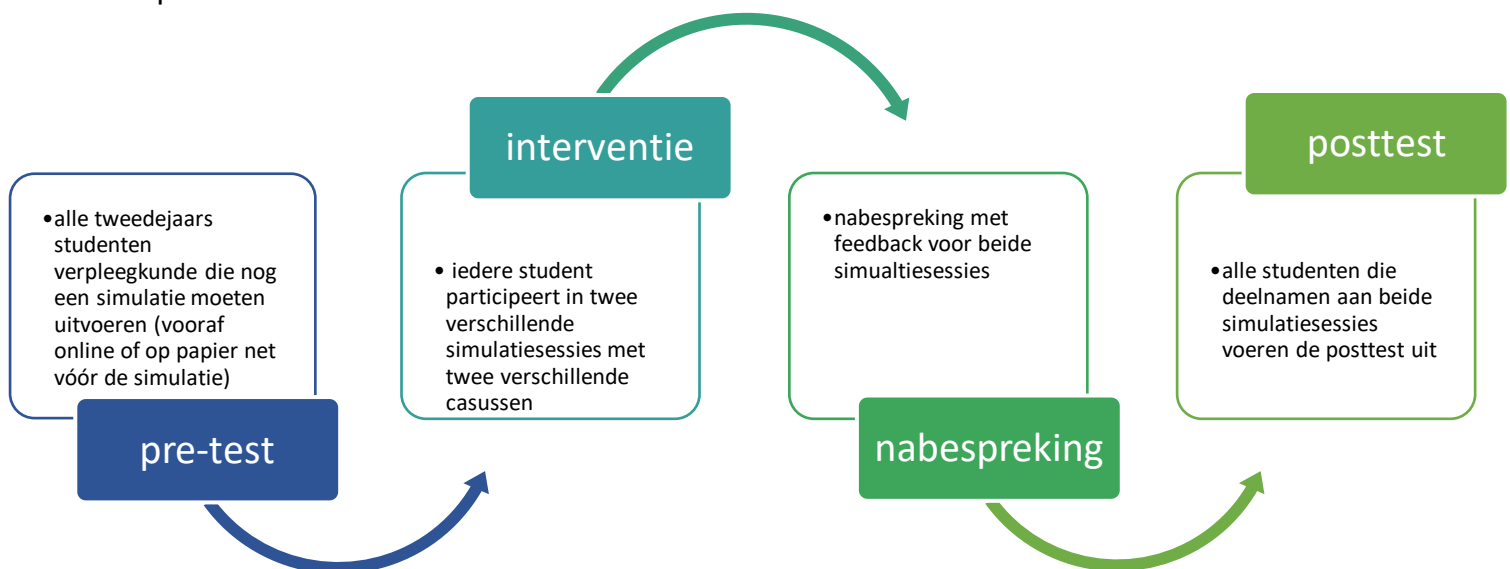 pre-test
•alle tweedejaars
studenten
verpleegkunde die nog
een simulatie moeten
uitvoeren (vooraf
online of op papier net
vóór de simulatie)
interventie
• iedere student
participeert in twee
verschillende
simulatiesessies met
twee verschillende
casussen
nabespreking
•nabespreking met
feedback voor beide
simualtiesessies
posttest
•alle studenten die
deelnamen aan beide
simulatiesessies
voeren de posttest uit